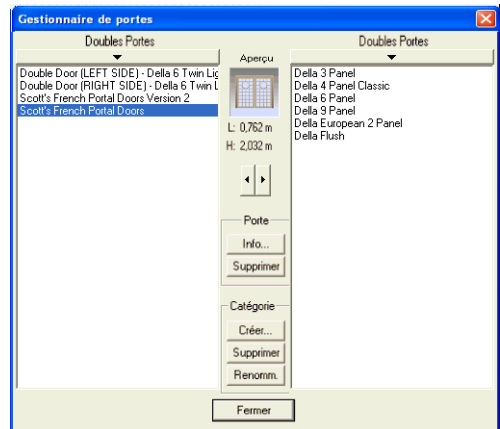 Gestionnaire de portes
Doubles Portes
Double Door (LEFT SIDE) - Della 6 Twin Lig
Double Door (RIGHT SIDE) - Della 6 Twin L
Scott's French Portal Doors Version 2
Scott's French Portal Doors
Aperçu
L: 0,762 m
H: 2,032 m
Porte
Info...
Supprimer
Catégorie
Créer...
Supprimer
Renomm.
Doubles Portes
Della 3 Panel
Della 4 Panel Classic
Della 6 Panel
Della 9 Panel
Della European 2 Panel
Della Flush
Fermer